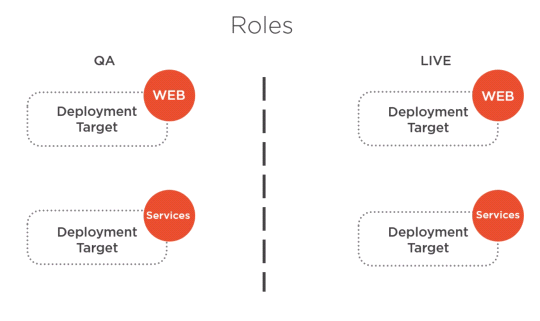 Roles
QA
LIVE
WEB
Deployment
Target
WEB
Deployment
Target
Services
Deployment
Target
Services
Deployment
Target